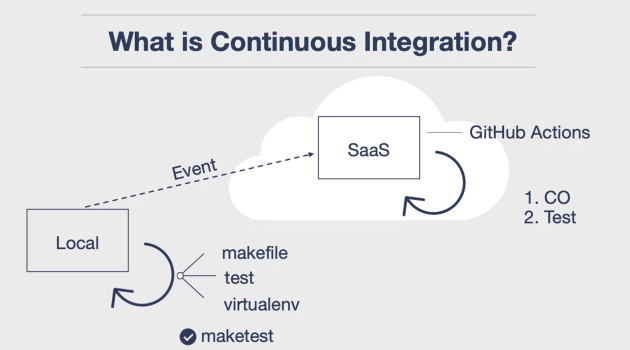 What is Continuous Integration?
GitHub Actions
SaaS
Event
1. CO
2. Test
Local
makefile
test
virtualenv
maketest